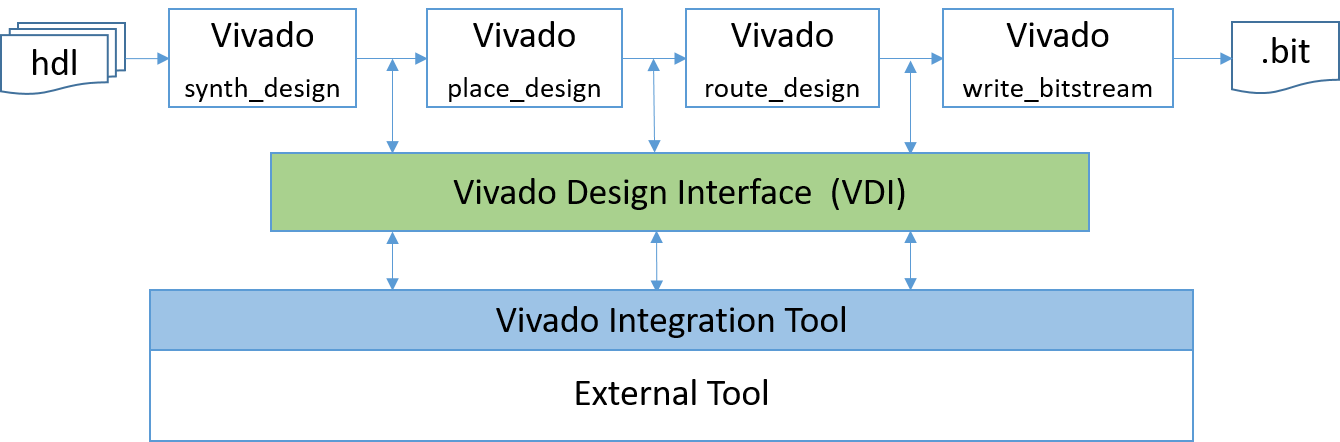 hdl
Vivado
synth_design
Vivado
place_design
Vivado
route_design
Vivado
write_bitstream
.bit
Vivado Design Interface (VDI)
Vivado Integration Tool
External Tool